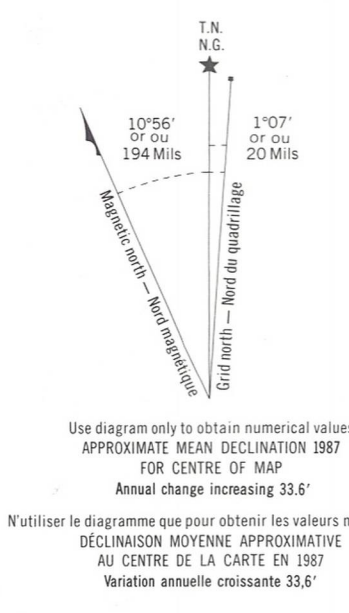 T.N.
N.G.
10°56′
or ou
194 Mils
1°07′
or ou
20 Mils
Magnetic north — Nord magnétique
Grid north — Nord du quadrillage
Use diagram only to obtain numerical values
APPROXIMATE MEAN DECLINATION 1987
FOR CENTRE OF MAP
Annual change increasing 33.6′
N'utiliser le diagramme que pour obtenir les valeurs n
DÉCLINAISON MOYENNE APPROXIMATIVE
AU CENTRE DE LA CARTE EN 1987
Variation annuelle croissante 33,6′